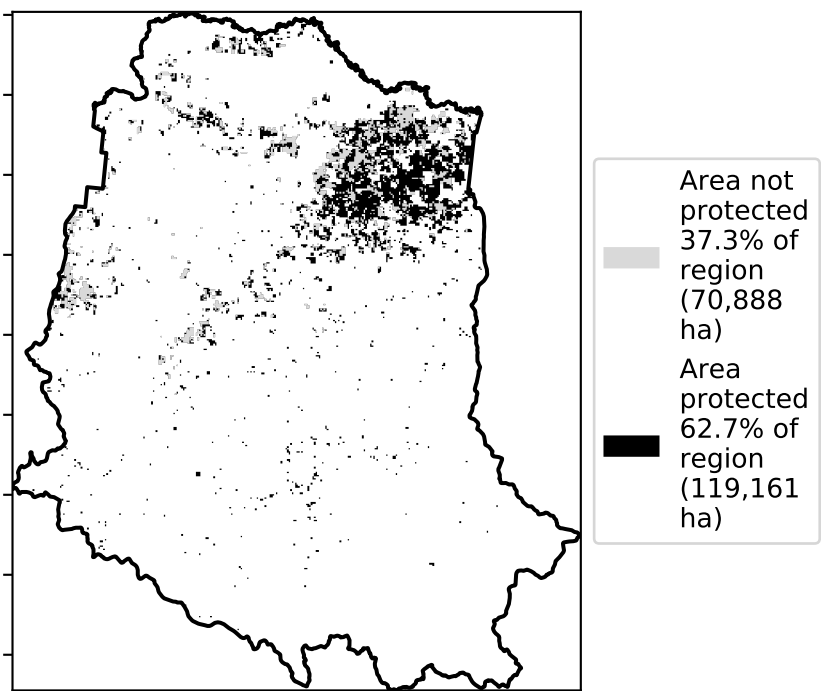 Area not
protected
37.3% of
region
(70,888
ha)
Area
protected
62.7% of
region
(119,161
ha)